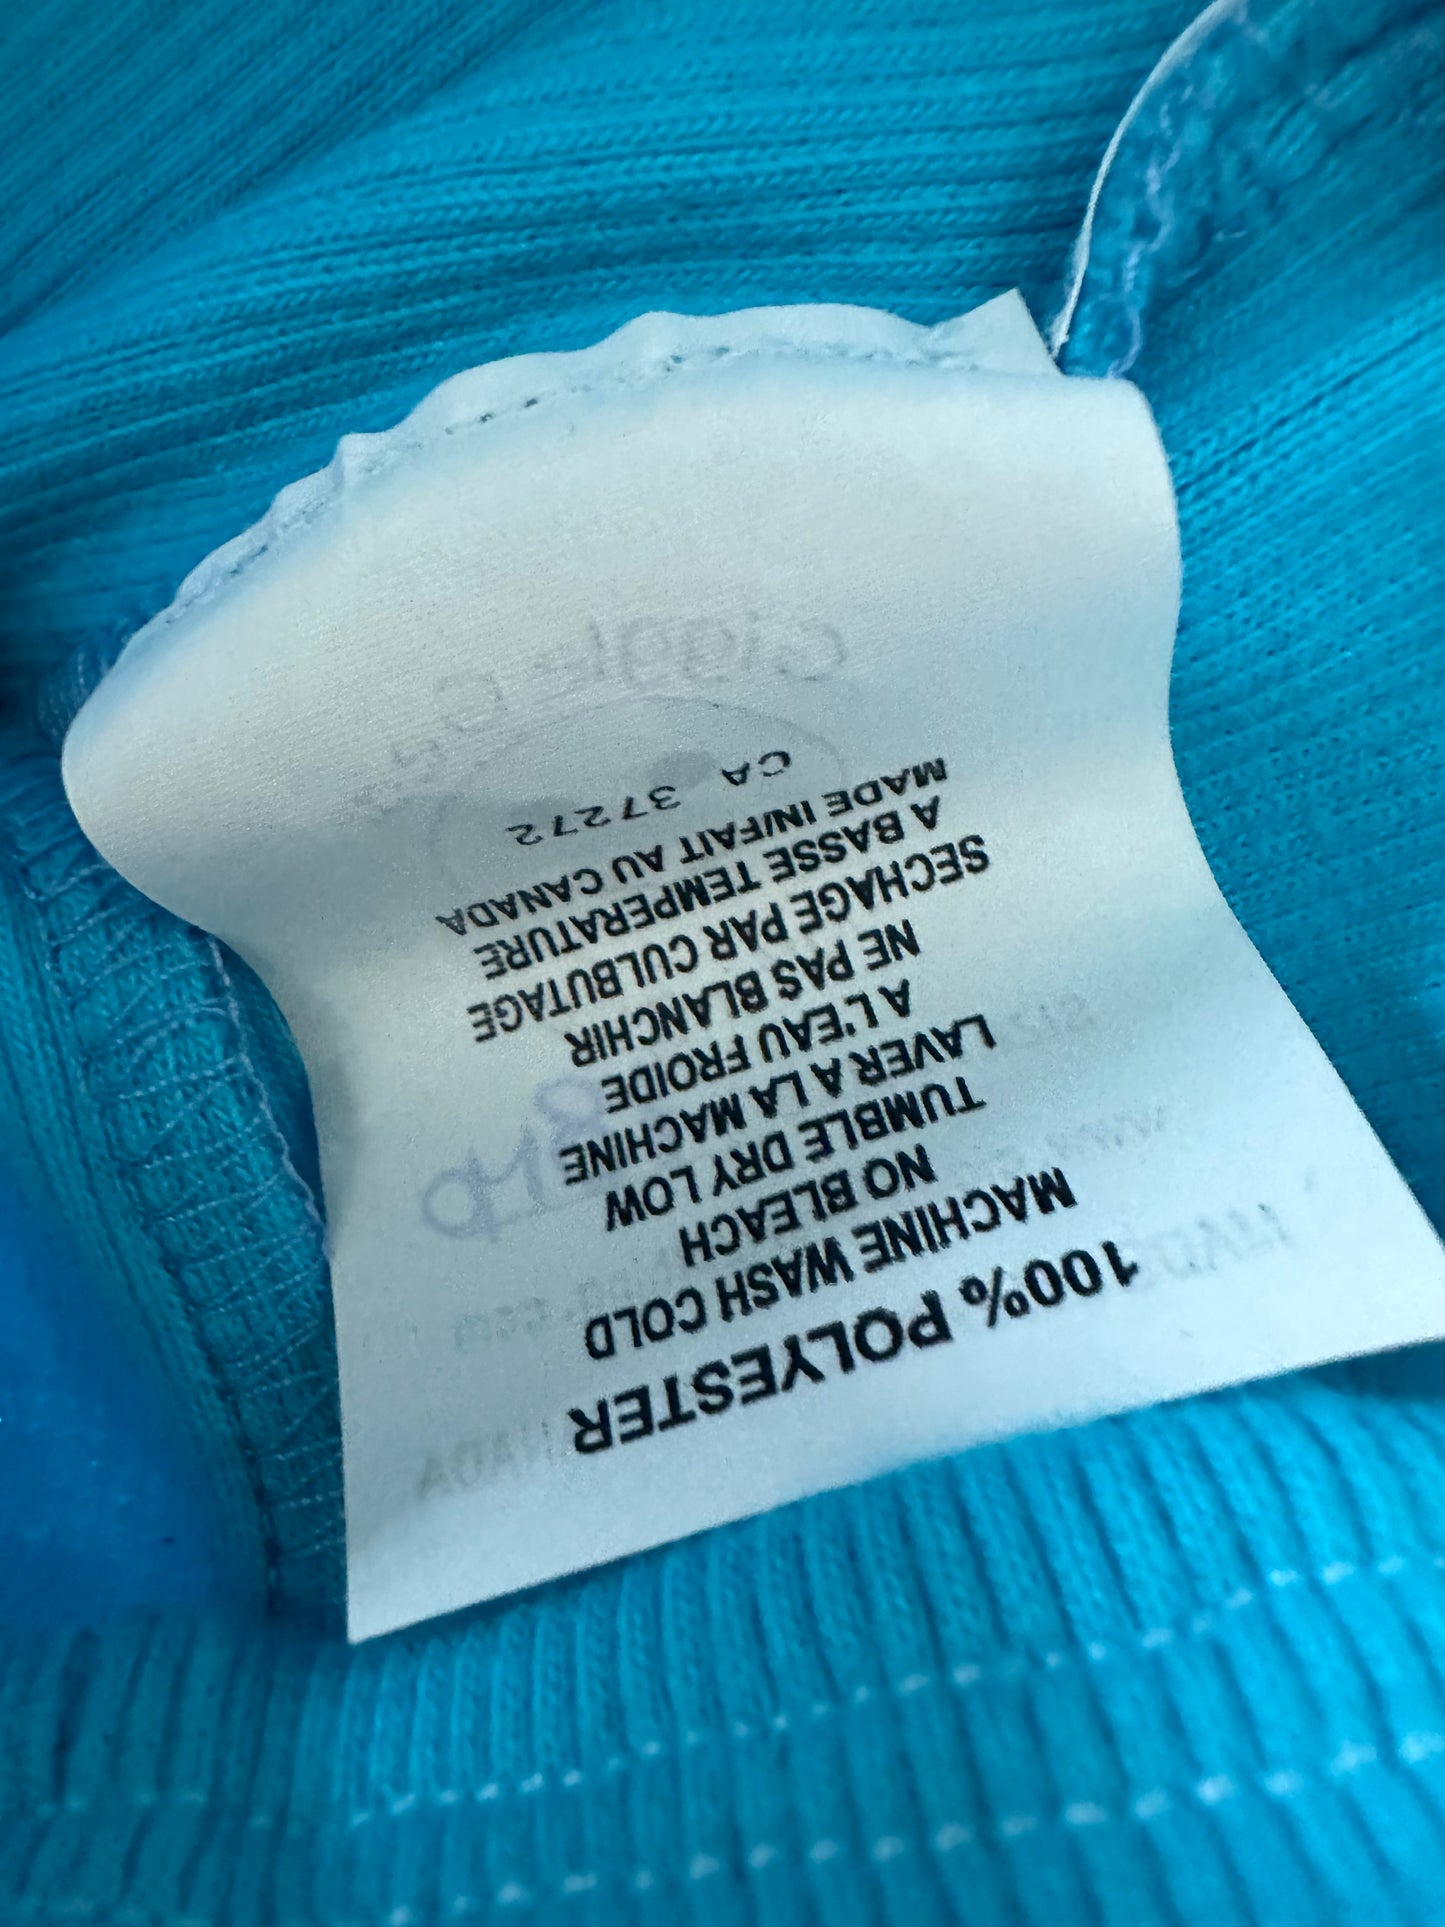 100% POLYESTER
MACHINE WASH COLD
NO BLEACH
TUMBLE DRY LOW
LAVER A LA MACHINE
A L'EAU FROIDE
NE PAS BLANCHIR
SECHAGE PAR CULBUTAGE
A BASSE TEMPERATURE
MADE IN/FAIT AU CANADA
CA 37272